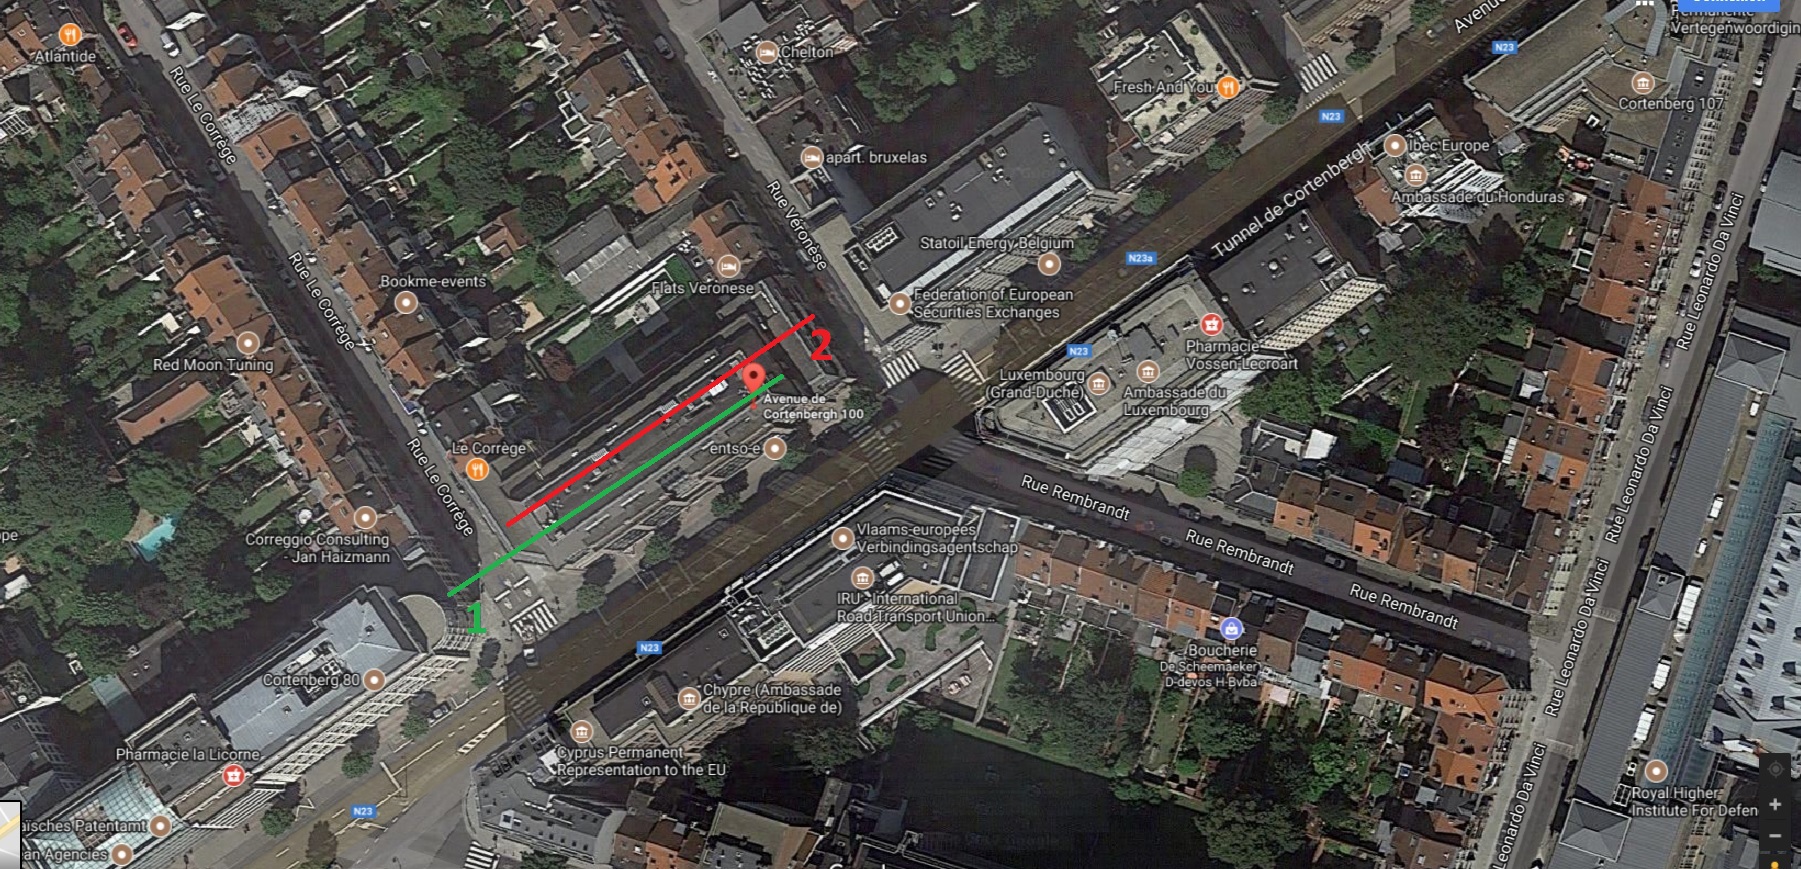 Atlantide
Rue Le Corrège
Chelton
Avenue
N23
Vertegenwoordigin
Fresh And You
N23
Cortenberg 107
apart. bruxelas
Ibec Europe
Ambassade du Honduras
Rue Véronèse
Tunnel de Cortenbergh
Statoil Energy Belgium
N23a
Rue Leonardo Da Vinci
Rue Le Corrège
Bookme-events
Flats Veronese
Federation of European
Securities Exchanges
2
Red Moon Tuning
N23
Pharmacie
Vossen-Lecroart
Luxembourg
(Grand-Duché)
Ambassade du
Luxembourg
Avenue de
Cortenbergh 100
Le Corrège
entso-e
Rue Le Corrège
Rue Leonardo Da Vinci
Rue Rembrandt
Correggio Consulting
- Jan Haizmann
Vlaams-europees
Verbindingsagentschap
Rue Rembrandt
IRU - International
Road Transport Union...
Rue Rembrandt
1
N23
Boucherie
De Scheemaeker
D-devos H Bvba
Rue Leonardo Da Vinci
Cortenberg 80
Chypre (Ambassade
de la République de)
Pharmacie la Licorne
Cyprus Permanent
Representation to the EU
N23
Royal Higher
Institute For Defen
Leonardo Da Vinci
aisches Patentamt
an Agencies
+
−